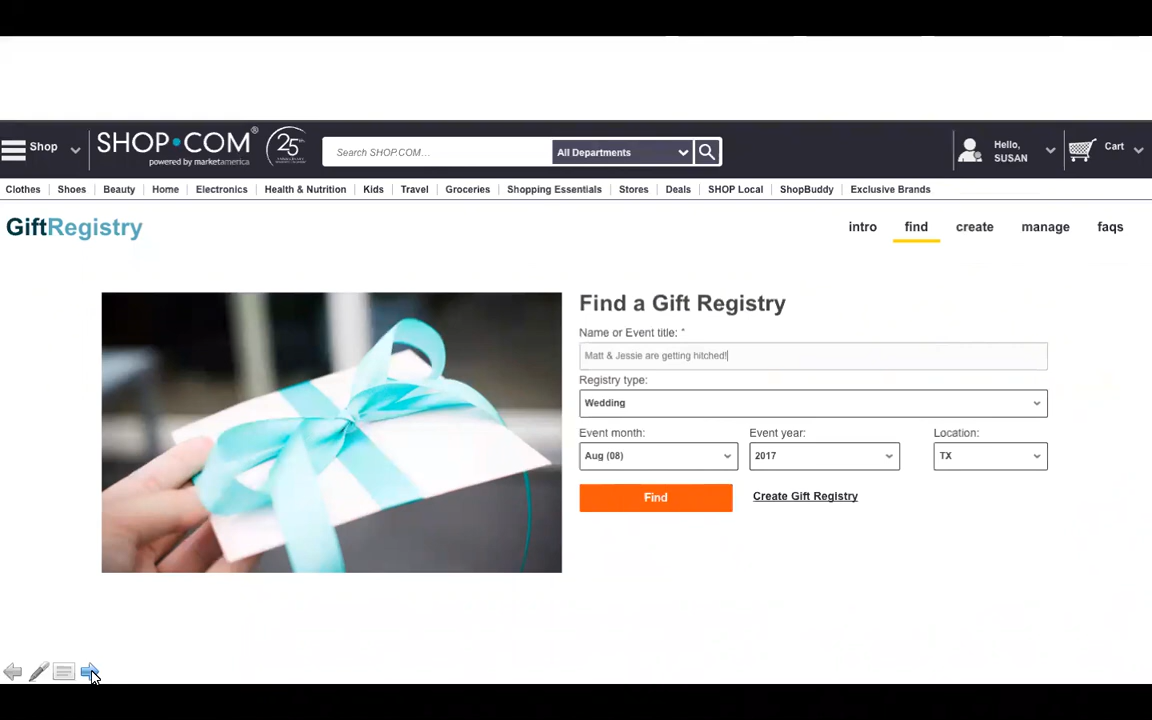 Shop
SHOP•COM®
powered by marketamerica
25
Search SHOP.COM...
All Departments
Hello,
SUSAN
Cart
Clothes Shoes Beauty Home Electronics Health & Nutrition Kids Travel Groceries Shopping Essentials Stores Deals SHOP Local ShopBuddy Exclusive Brands
GiftRegistry
intro find create manage faqs
Find a Gift Registry
Name or Event title: *
Matt & Jessie are getting hitched!
Registry type:
Wedding
Event month: Event year: Location:
Aug (08) 2017 TX
Find Create Gift Registry